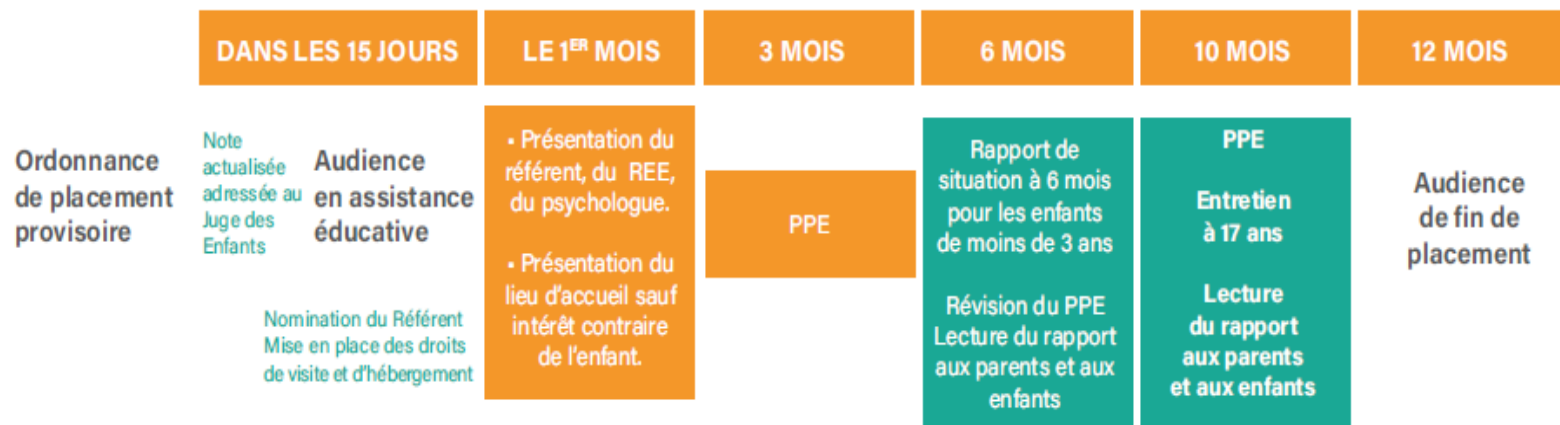 DANS LES 15 JOURS
LE 1ER MOIS
3 MOIS
6 MOIS
10 MOIS
12 MOIS
Ordonnance
de placement
provisoire
Note
actualisée
adressée au
Juge des
Enfants
Audience
en assistance
éducative
Nomination du Référent
Mise en place des droits
de visite et d'hébergement
▪ Présentation du
référent, du REE,
du psychologue.
▪ Présentation du
lieu d'accueil sauf
intérêt contraire
de l'enfant.
PPE
Rapport de
situation à 6 mois
pour les enfants
de moins de 3 ans
Révision du PPE
Lecture du rapport
aux parents et aux
enfants
PPE
Entretien
à 17 ans
Lecture
du rapport
aux parents
et aux enfants
Audience
de fin de
placement